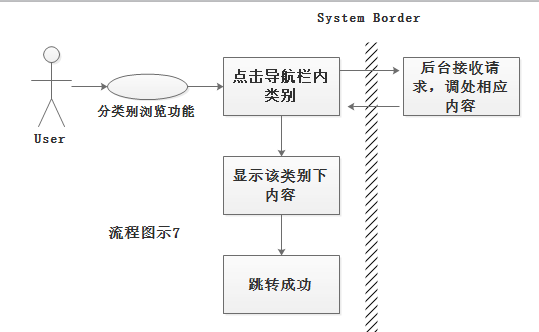 System Border
点击导航栏内
类别
后台接收请
求，调处相应
内容
分类别浏览功能
User
显示该类别下
内容
流程图示7
跳转成功